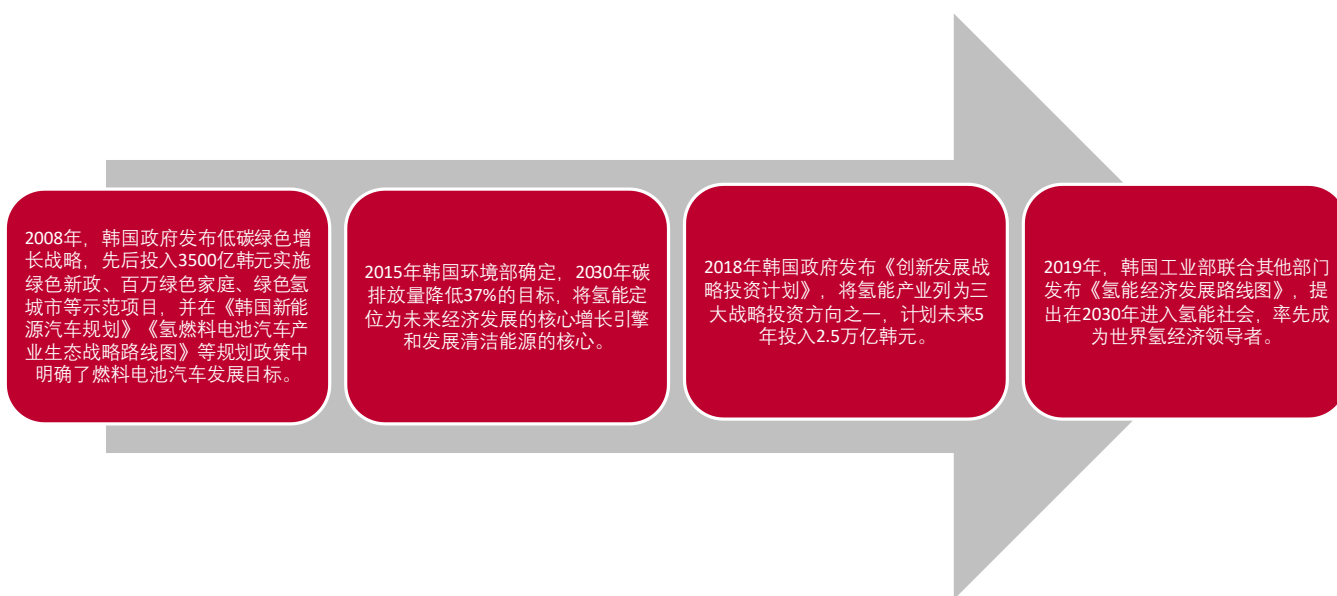 2008年，韩国政府发布低碳绿色增
长战略，先后投入3500亿韩元实施
绿色新政、百万绿色家庭、绿色氢
城市等示范项目，并在《韩国新能
源汽车规划》《氢燃料电池汽车产
业生态战略路线图》等规划政策中
明确了燃料电池汽车发展目标。
2015年韩国环境部确定，2030年碳
排放量降低37%的目标，将氢能定
位为未来经济发展的核心增长引擎
和发展清洁能源的核心。
2018年韩国政府发布《创新发展战
略投资计划》，将氢能产业列为三
大战略投资方向之一，计划未来5
年投入2.5万亿韩元。
2019年，韩国工业部联合其他部门
发布《氢能经济发展路线图》，提
出在2030年进入氢能社会，率先成
为世界氢经济领导者。